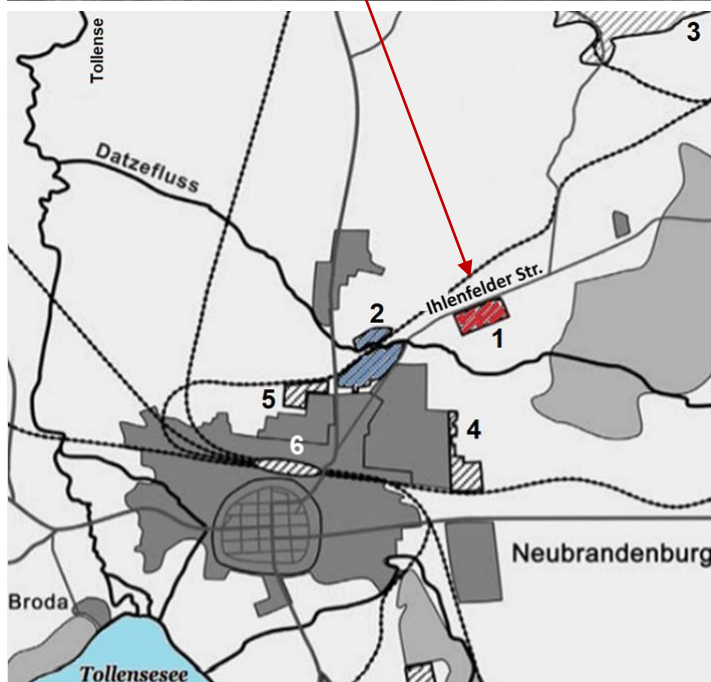 Tollense
3
Datzefluss
Ihlenfelder Str.
2
1
5
4
6
Neubrandenburg
Broda
Tollensesee